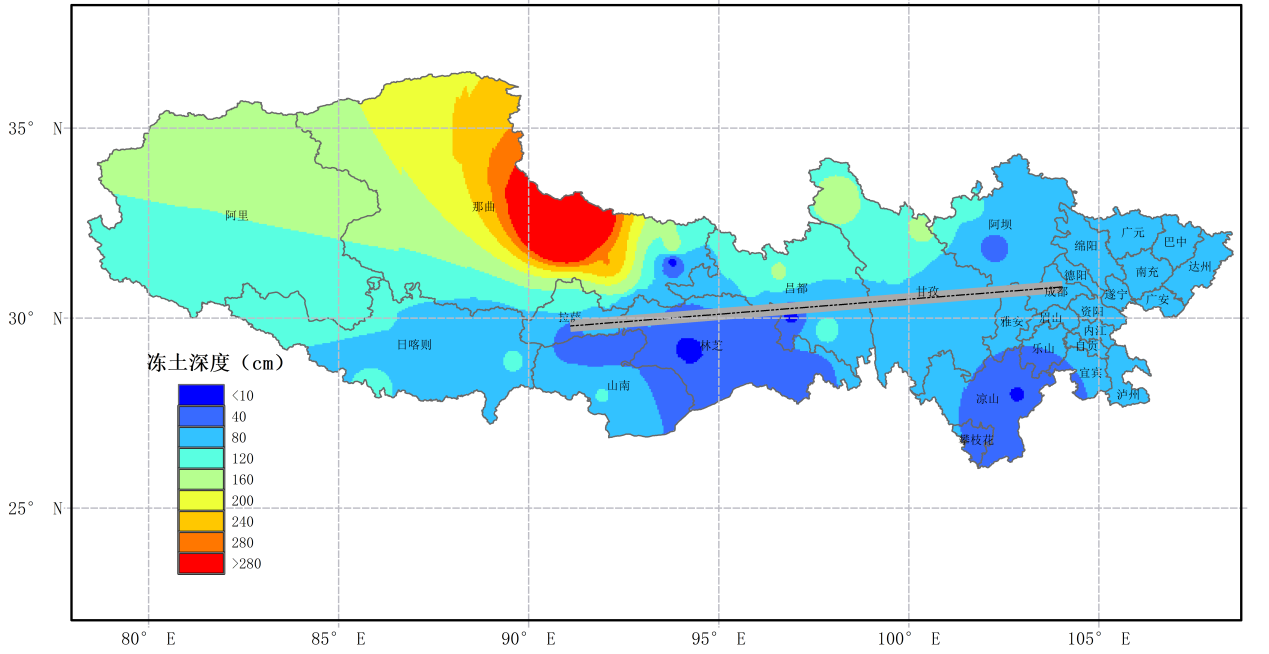 35° N
30° N
25° N
80° E
85° E
90° E
95° E
100° E
105° E
阿里
那曲
日喀则
拉萨
山南
林芝
昌都
甘孜
阿坝
绵阳
广元
巴中
达州
南充
德阳
成都
遂宁
广安
资阳
雅安
眉山
内江
自贡
乐山
宜宾
泸州
凉山
攀枝花
冻土深度(cm)
<10
40
80
120
160
200
240
280
>280